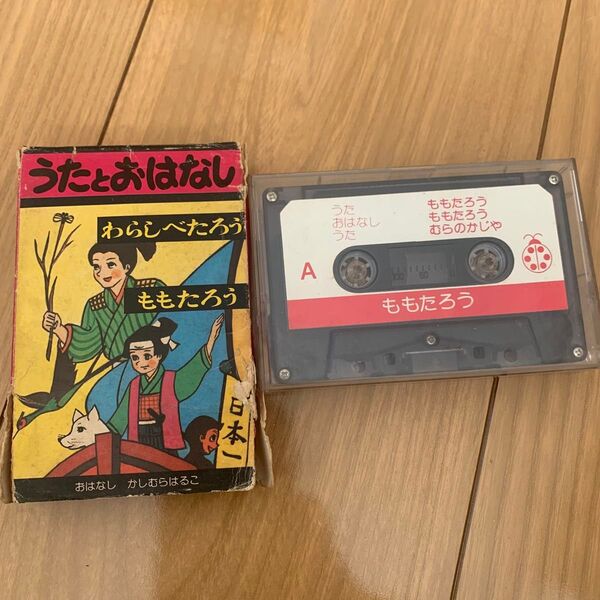 うたとおはなし
わらしべたろう
ももたろう
日本一
おはなし かしむらはるこ
うた ももたろう
おはなし ももたろう
うた むらのかじや
A
100 50 0
ももたろう